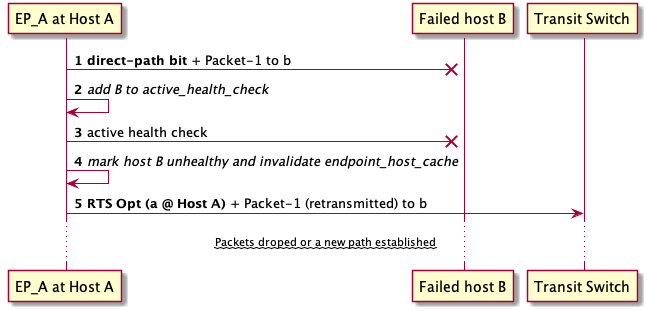 EP_A at Host A
Failed host B
Transit Switch
1 direct-path bit + Packet-1 to b
2 add B to active_health_check
3 active health check
4 mark host B unhealthy and invalidate endpoint_host_cache
5 RTS Opt (a @ Host A) + Packet-1 (retransmitted) to b
Packets droped or a new path established
EP_A at Host A
Failed host B
Transit Switch